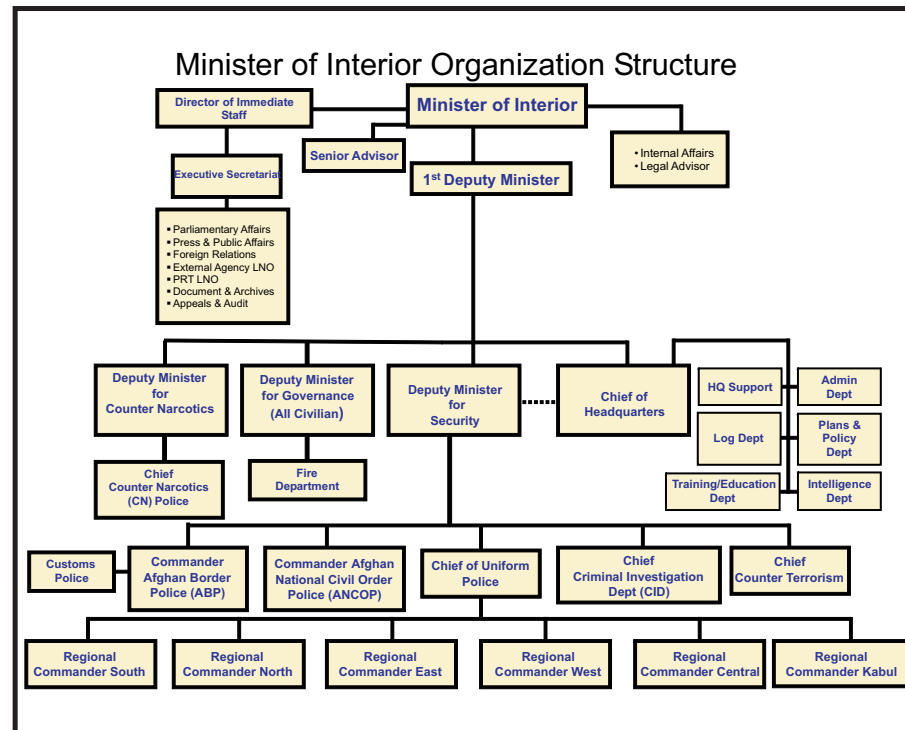 Minister of Interior Organization Structure
Director of Immediate
Staff
Minister of Interior
Senior Advisor
• Internal Affairs
• Legal Advisor
Executive Secretariat
1st Deputy Minister
▪ Parliamentary Affairs
▪ Press & Public Affairs
▪ Foreign Relations
▪ External Agency LNO
▪ PRT LNO
▪ Document & Archives
▪ Appeals & Audit
Deputy Minister
for
Counter Narcotics
Deputy Minister
for Governance
(All Civilian)
Deputy Minister
for
Security
Chief of
Headquarters
HQ Support
Admin
Dept
Log Dept
Plans &
Policy
Dept
Training/Education
Dept
Intelligence
Dept
Chief
Counter Narcotics
(CN) Police
Fire
Department
Customs
Police
Commander
Afghan Border
Police (ABP)
Commander Afghan
National Civil Order
Police (ANCOP)
Chief of Uniform
Police
Chief
Criminal Investigation
Dept (CID)
Chief
Counter Terrorism
Regional
Commander South
Regional
Commander North
Regional
Commander East
Regional
Commander West
Regional
Commander Central
Regional
Commander Kabul